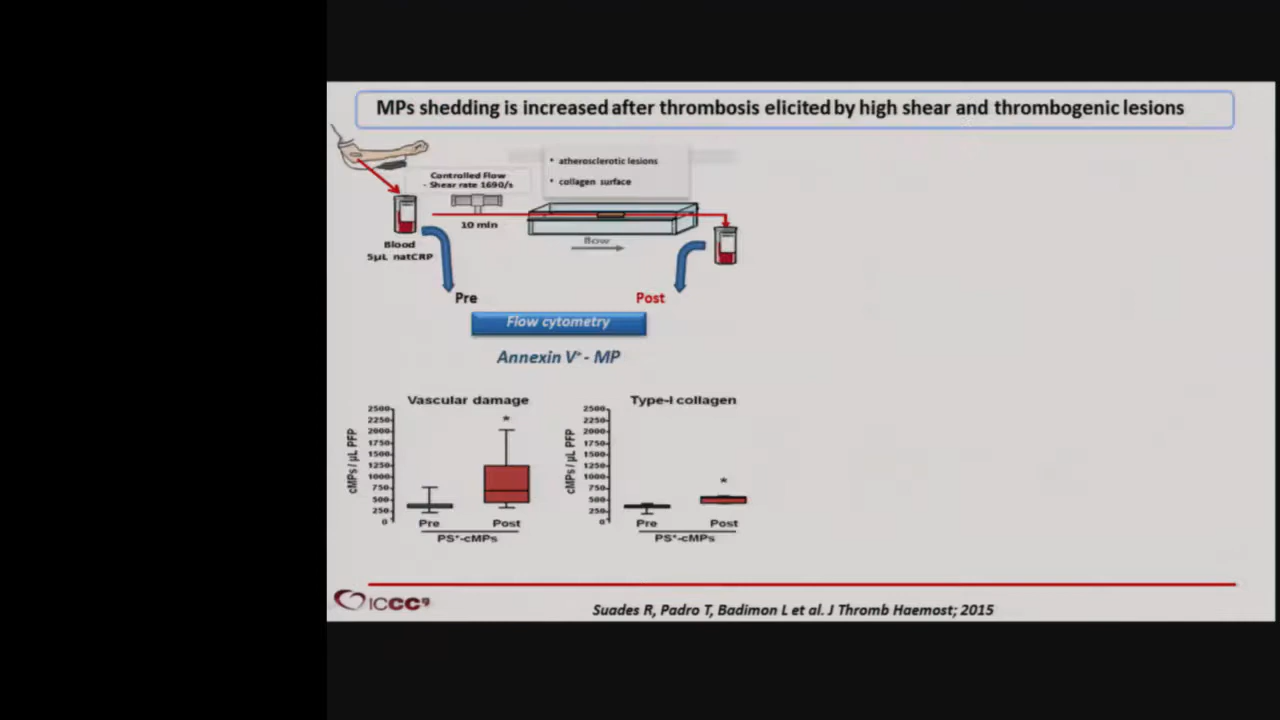 MPs shedding is increased after thrombosis elicited by high shear and thrombogenic lesions
• atherosclerotic lesions
• collagen surface
Controlled Flow
- Shear rate 1690/s
10 min
Blood
5µL natCRP
flow
Pre
Post
Flow cytometry
Annexin V⁺ - MP
Vascular damage
cMPs / µL PFP
2500
2250
2000
1750
1500
1250
1000
750
500
250
0
*
Pre
Post
PS⁺-cMPs
Type-I collagen
cMPs / µL PFP
2500
2250
2000
1750
1500
1250
1000
750
500
250
0
*
Pre
Post
PS⁺-cMPs
ICCC
Suades R, Padro T, Badimon L et al. J Thromb Haemost; 2015